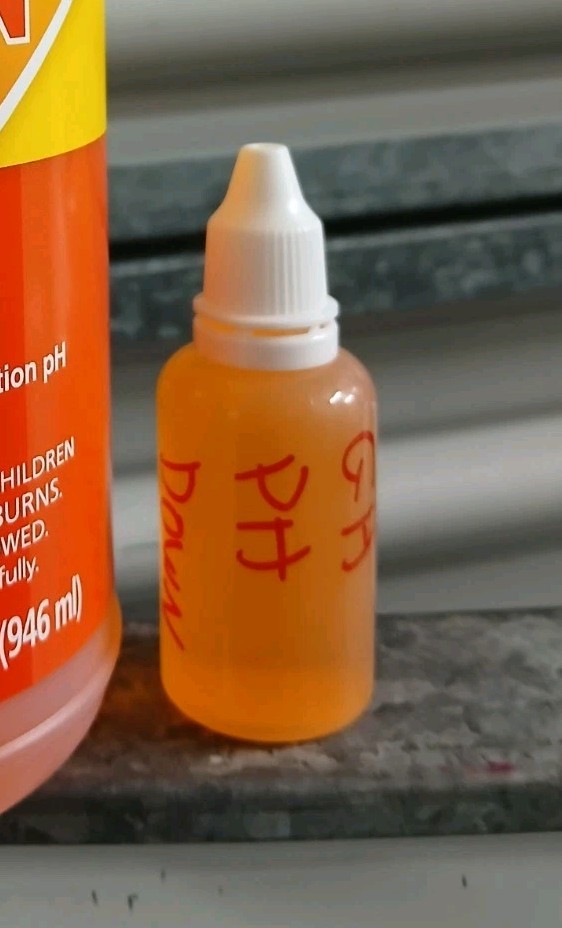 tion pH
HILDREN
BURNS.
WED.
fully.
(946 ml)
GH
PH
DOWN